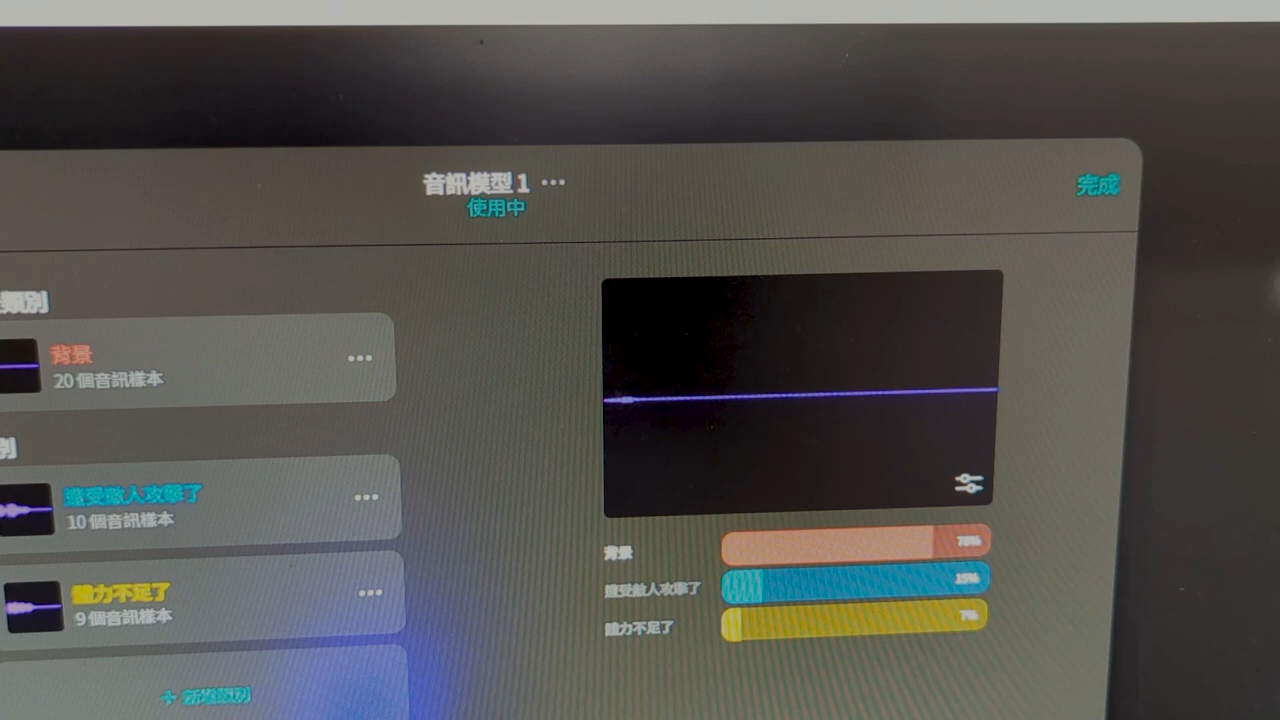 音訊模型 1
使用中
完成
類別
背景
20 個音訊樣本
別
遭受敵人攻擊了
10 個音訊樣本
體力不足了
9 個音訊樣本
+ 新增類別
背景 78%
遭受敵人攻擊了 15%
體力不足了 7%